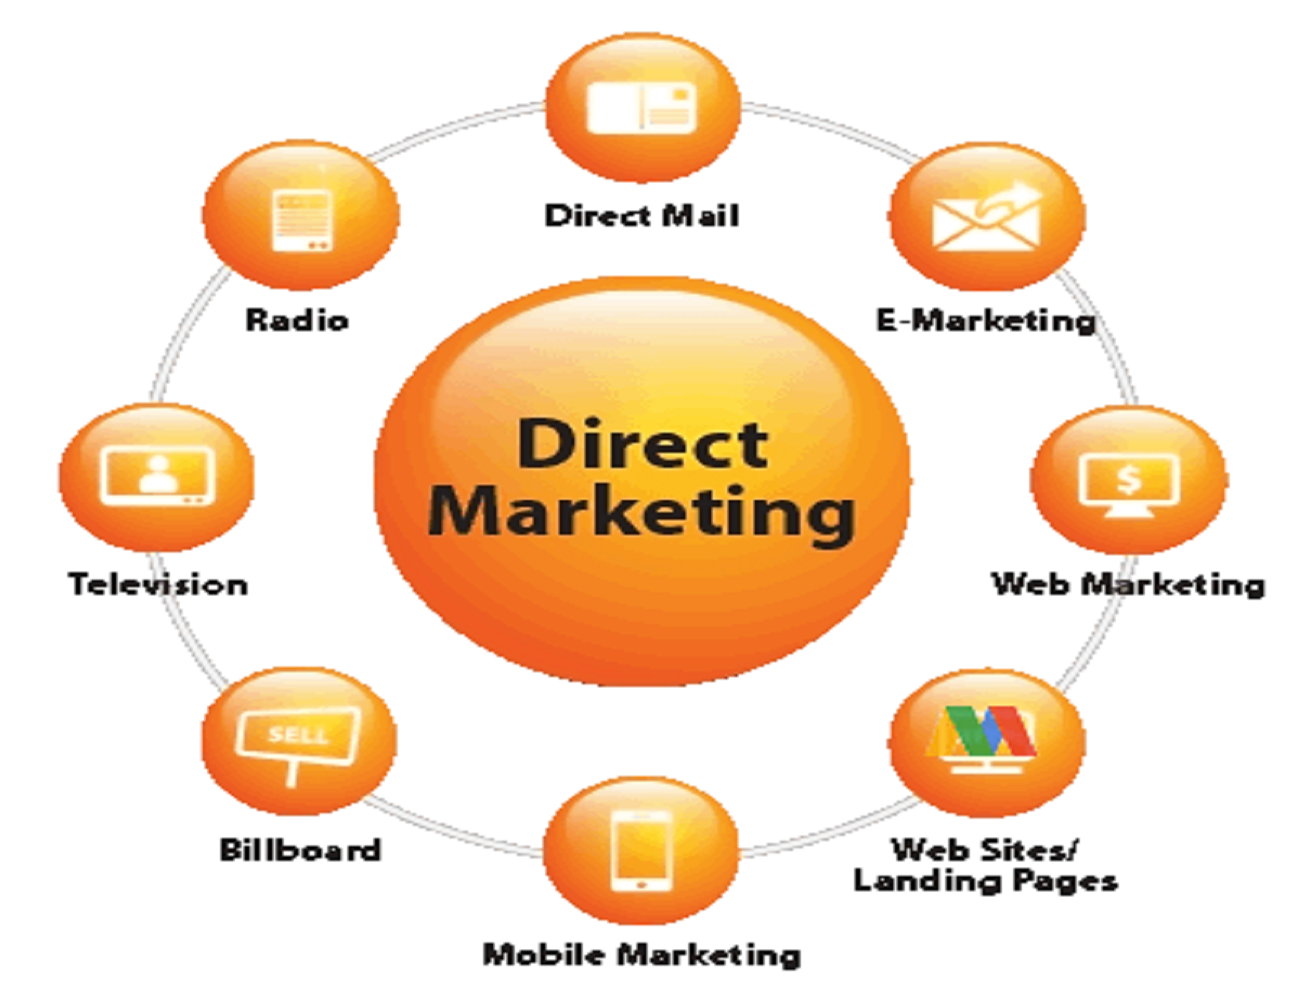 Direct Mail
Radio
E-Marketing
Direct
Marketing
$
Television
Web Marketing
SELL
Billboard
Web Sites/
Landing Pages
Mobile Marketing